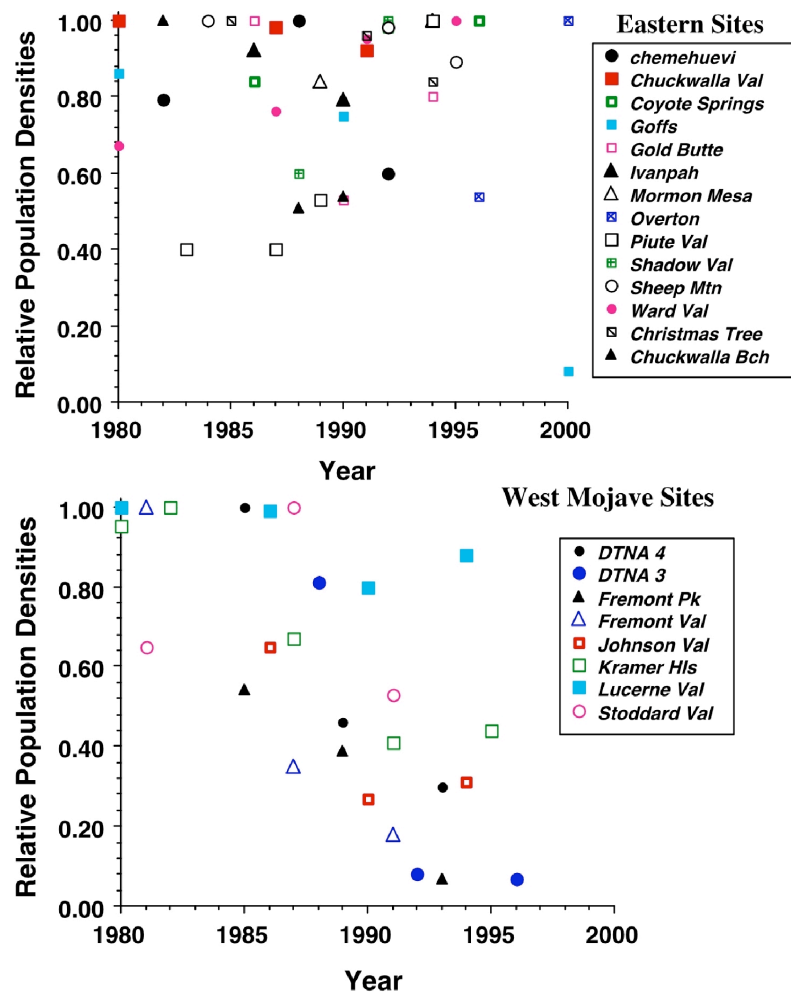 Eastern Sites
1.00
0.80
0.60
0.40
0.20
0.00
Relative Population Densities
1980
1985
1990
1995
2000
Year
chemehuevi
Chuckwalla Val
Coyote Springs
Goffs
Gold Butte
Ivanpah
Mormon Mesa
Overton
Piute Val
Shadow Val
Sheep Mtn
Ward Val
Christmas Tree
Chuckwalla Bch
West Mojave Sites
1.00
0.80
0.60
0.40
0.20
0.00
Relative Population Densities
1980
1985
1990
1995
2000
Year
DTNA 4
DTNA 3
Fremont Pk
Fremont Val
Johnson Val
Kramer Hls
Lucerne Val
Stoddard Val